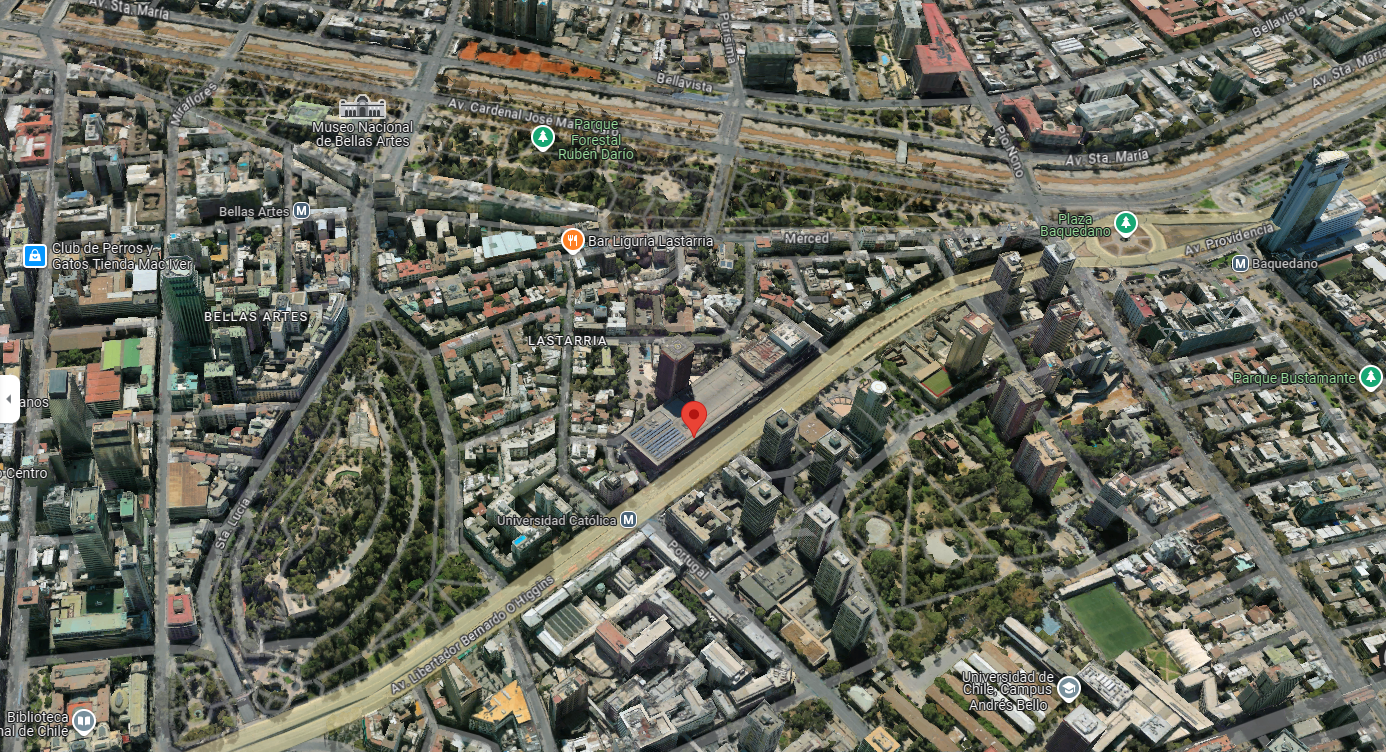 Av. Sta. María
Pío Nono
Purísima
Bellavista
Bellavista
Av. Sta. María
Miraflores
Museo Nacional
de Bellas Artes
Av. Cardenal José Ma
Parque
Forestal
Rubén Darío
Av. Sta. María
Bellas Artes
M
Club de Perros y
Gatos Tienda Mac Iver
Bar Liguria Lastarria
Merced
Plaza
Baquedano
Av. Providencia
M
Baquedano
BELLAS ARTES
LASTARRIA
Parque Bustamante
anos
o Centro
Sta. Lucía
Universidad Católica
M
Portugal
Av. Libertador Bernardo O'Higgins
Universidad de
Chile, Campus
Andrés Bello
Biblioteca
nal de Chile